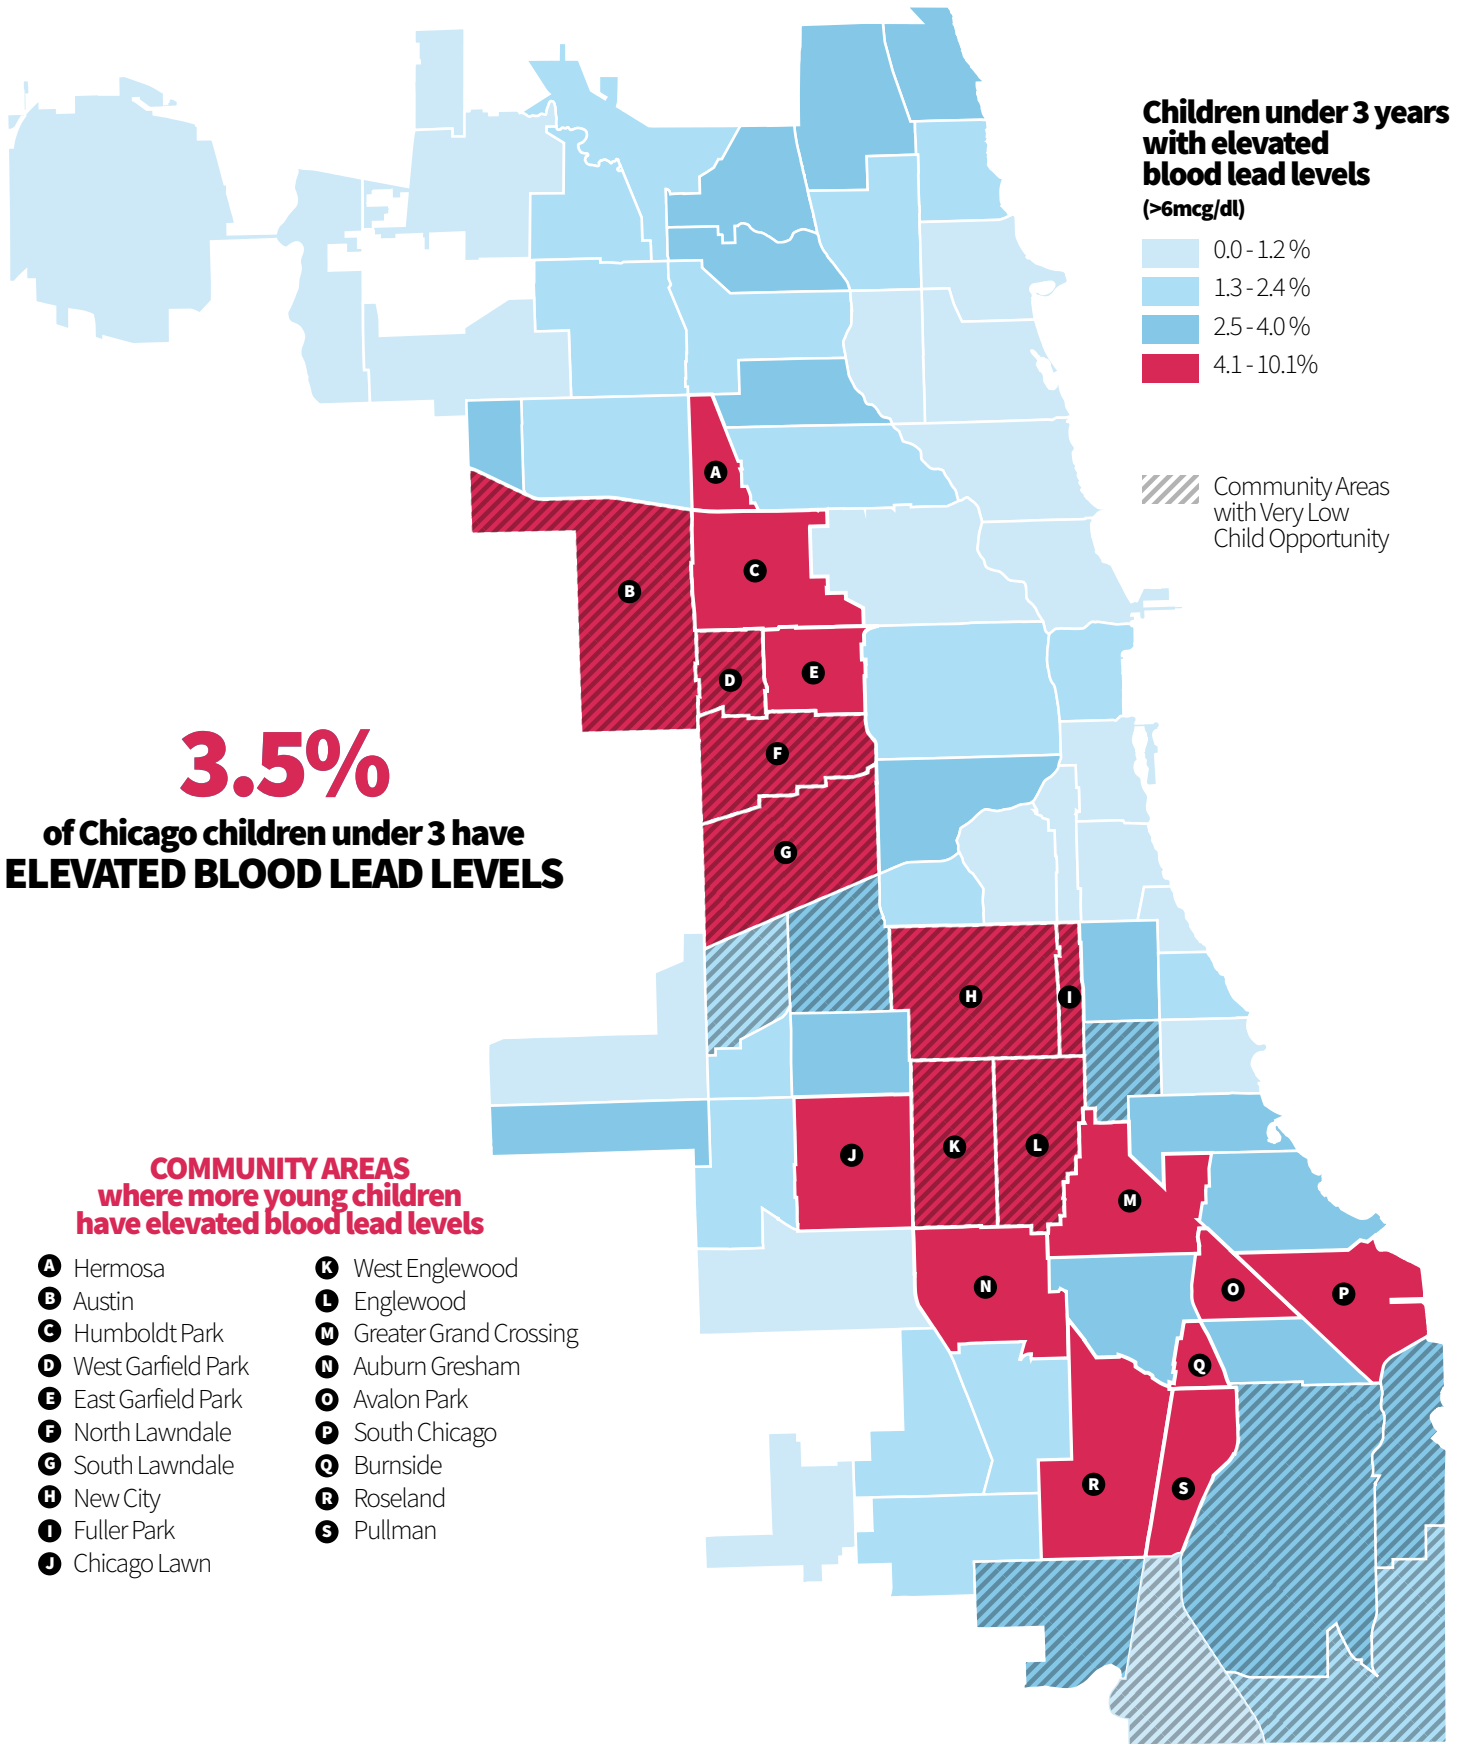 Children under 3 years
with elevated
blood lead levels
(>6mcg/dl)
0.0 - 1.2 %
1.3 - 2.4 %
2.5 - 4.0 %
4.1 - 10.1%
Community Areas
with Very Low
Child Opportunity
A
B
C
D
E
F
G
H
I
J
K
L
M
N
O
P
Q
R
S
3.5%
of Chicago children under 3 have
ELEVATED BLOOD LEAD LEVELS
COMMUNITY AREAS
where more young children
have elevated blood lead levels
A Hermosa
B Austin
C Humboldt Park
D West Garfield Park
E East Garfield Park
F North Lawndale
G South Lawndale
H New City
I Fuller Park
J Chicago Lawn
K West Englewood
L Englewood
M Greater Grand Crossing
N Auburn Gresham
O Avalon Park
P South Chicago
Q Burnside
R Roseland
S Pullman